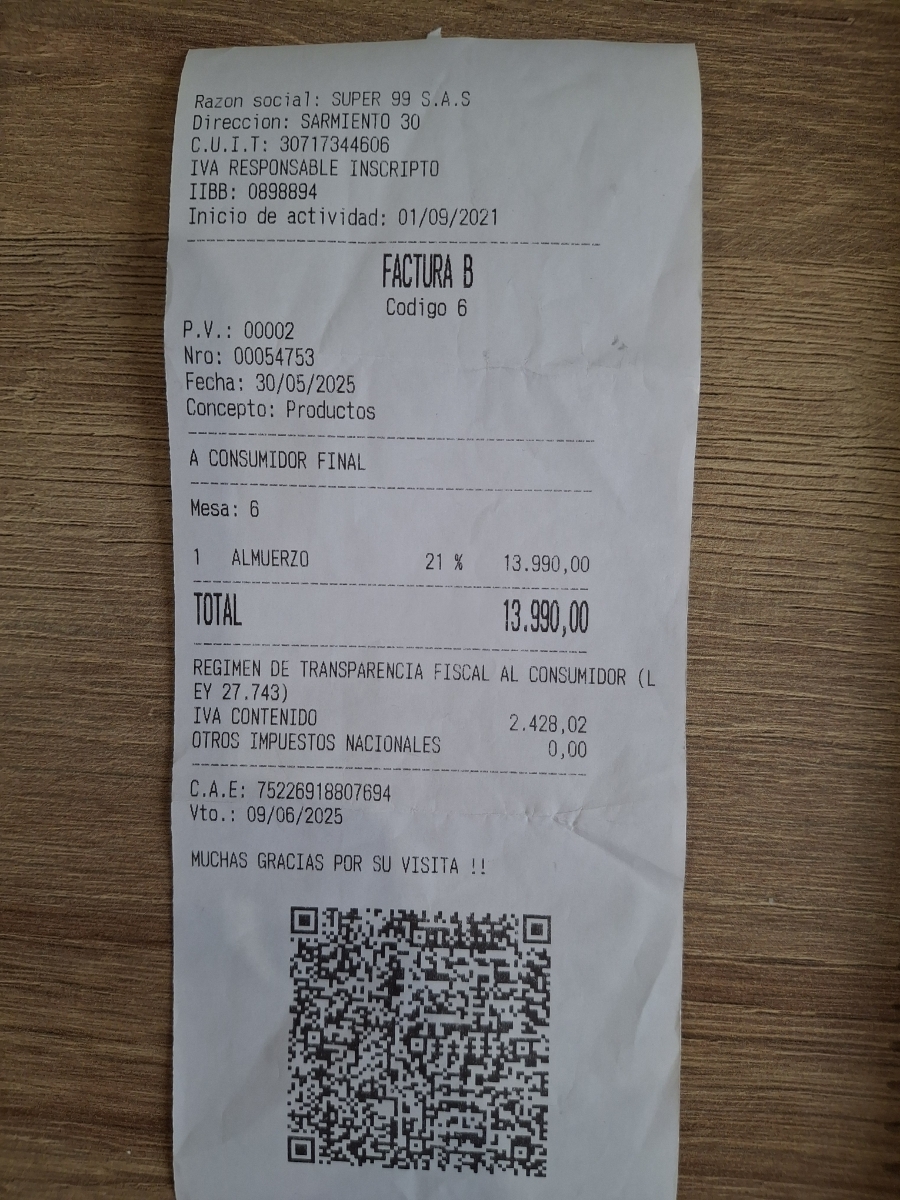 Razon social: SUPER 99 S.A.S
Direccion: SARMIENTO 30
C.U.I.T: 30717344606
IVA RESPONSABLE INSCRIPTO
IIBB: 0898894
Inicio de actividad: 01/09/2021
FACTURA B
Codigo 6
P.V.: 00002
Nro: 00054753
Fecha: 30/05/2025
Concepto: Productos
A CONSUMIDOR FINAL
Mesa: 6
1 ALMUERZO 21 % 13.990,00
TOTAL 13.990,00
REGIMEN DE TRANSPARENCIA FISCAL AL CONSUMIDOR (L
EY 27.743)
IVA CONTENIDO 2.428,02
OTROS IMPUESTOS NACIONALES 0,00
C.A.E: 75226918807694
Vto.: 09/06/2025
MUCHAS GRACIAS POR SU VISITA !!